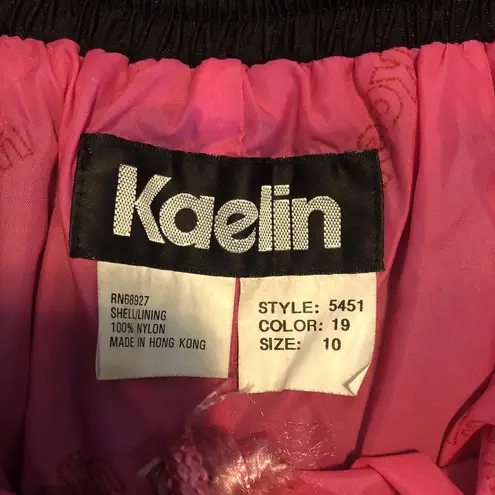 Kaelin
RN68927
SHELL/LINING
100% NYLON
MADE IN HONG KONG
STYLE: 5451
COLOR: 19
SIZE: 10